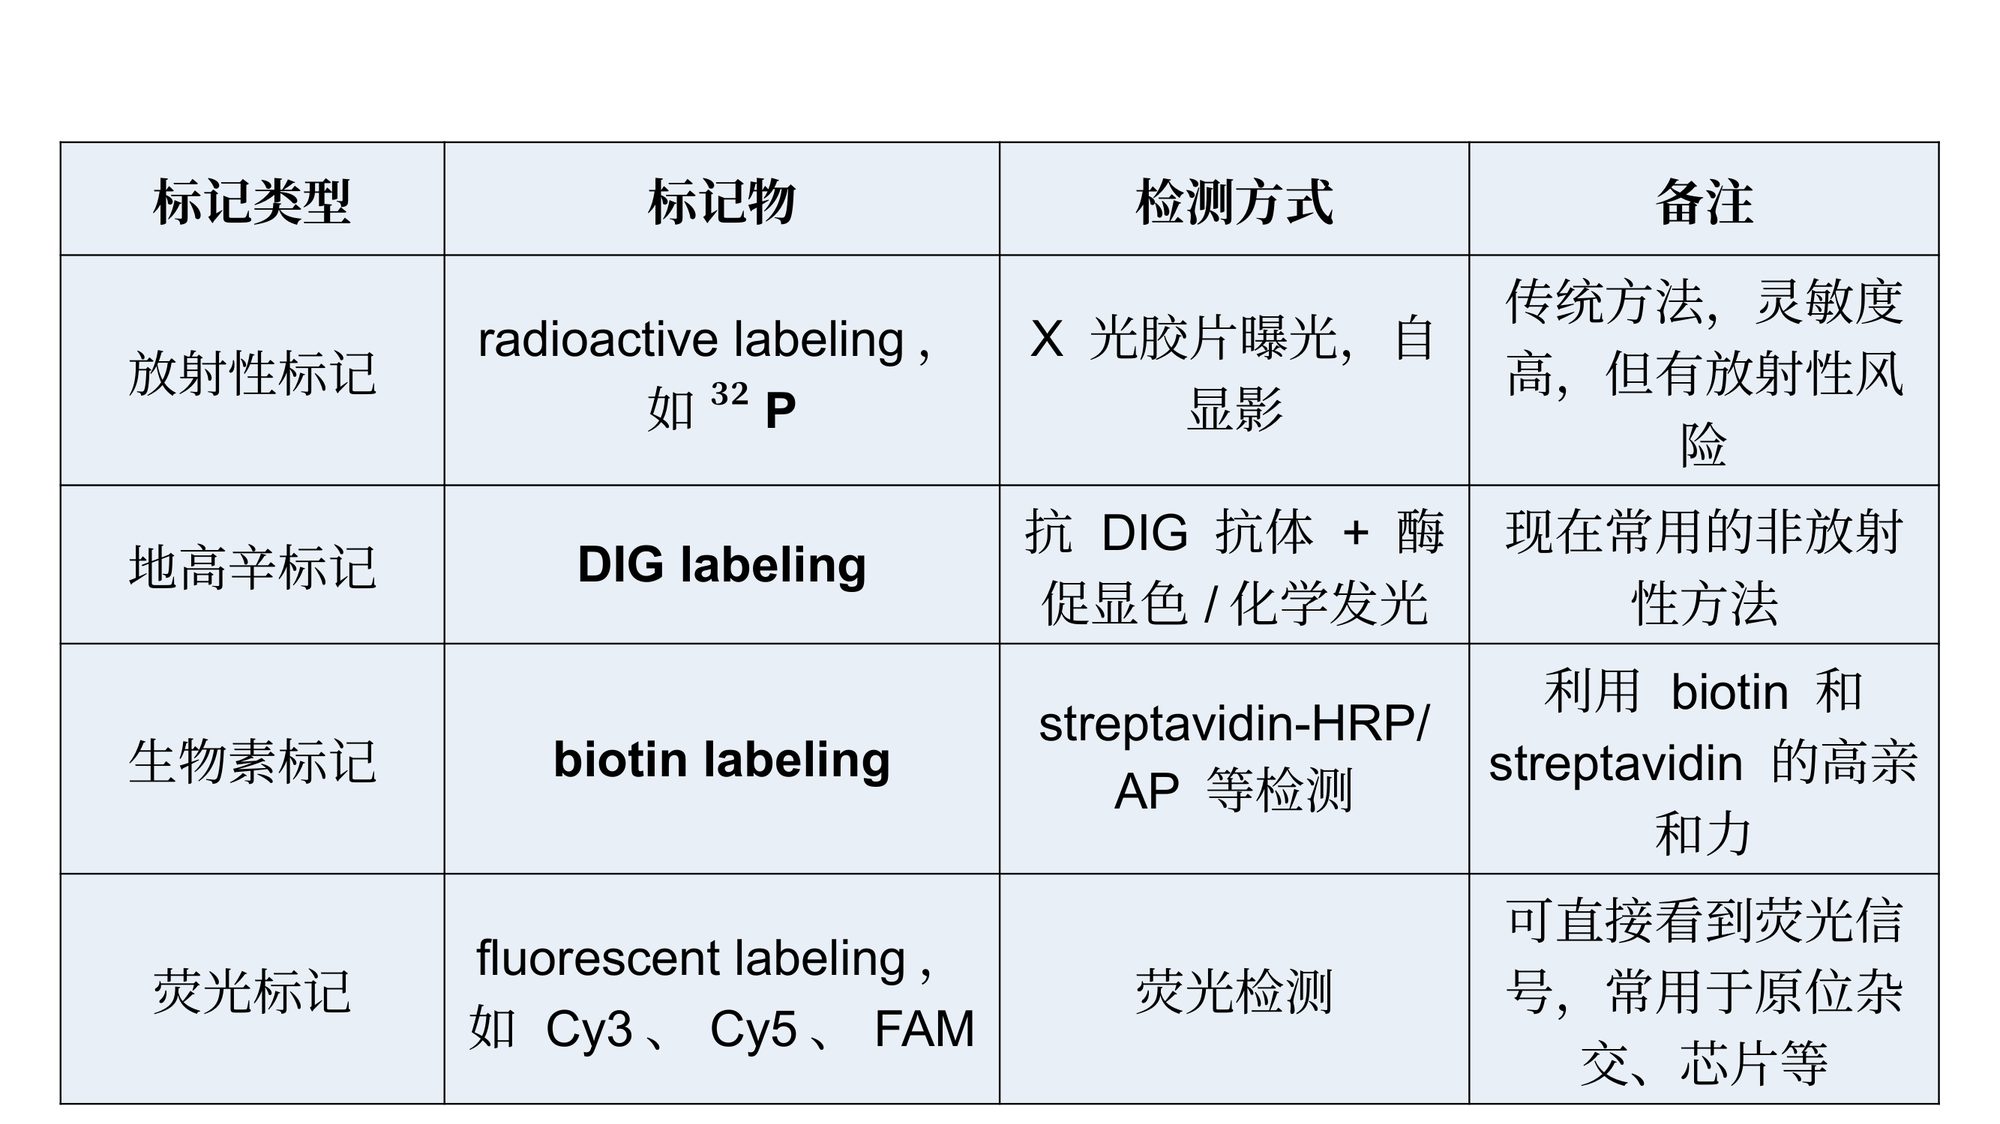 标记类型 标记物 检测方式 备注
放射性标记
radioactive labeling，
如 ³² P
X 光胶片曝光，自
显影
传统方法，灵敏度
高，但有放射性风
险
地高辛标记
DIG labeling
抗 DIG 抗体 + 酶
促显色 / 化学发光
现在常用的非放射
性方法
生物素标记
biotin labeling
streptavidin-HRP/
AP 等检测
利用 biotin 和
streptavidin 的高亲
和力
荧光标记
fluorescent labeling，
如 Cy3、 Cy5、 FAM
荧光检测
可直接看到荧光信
号，常用于原位杂
交、芯片等